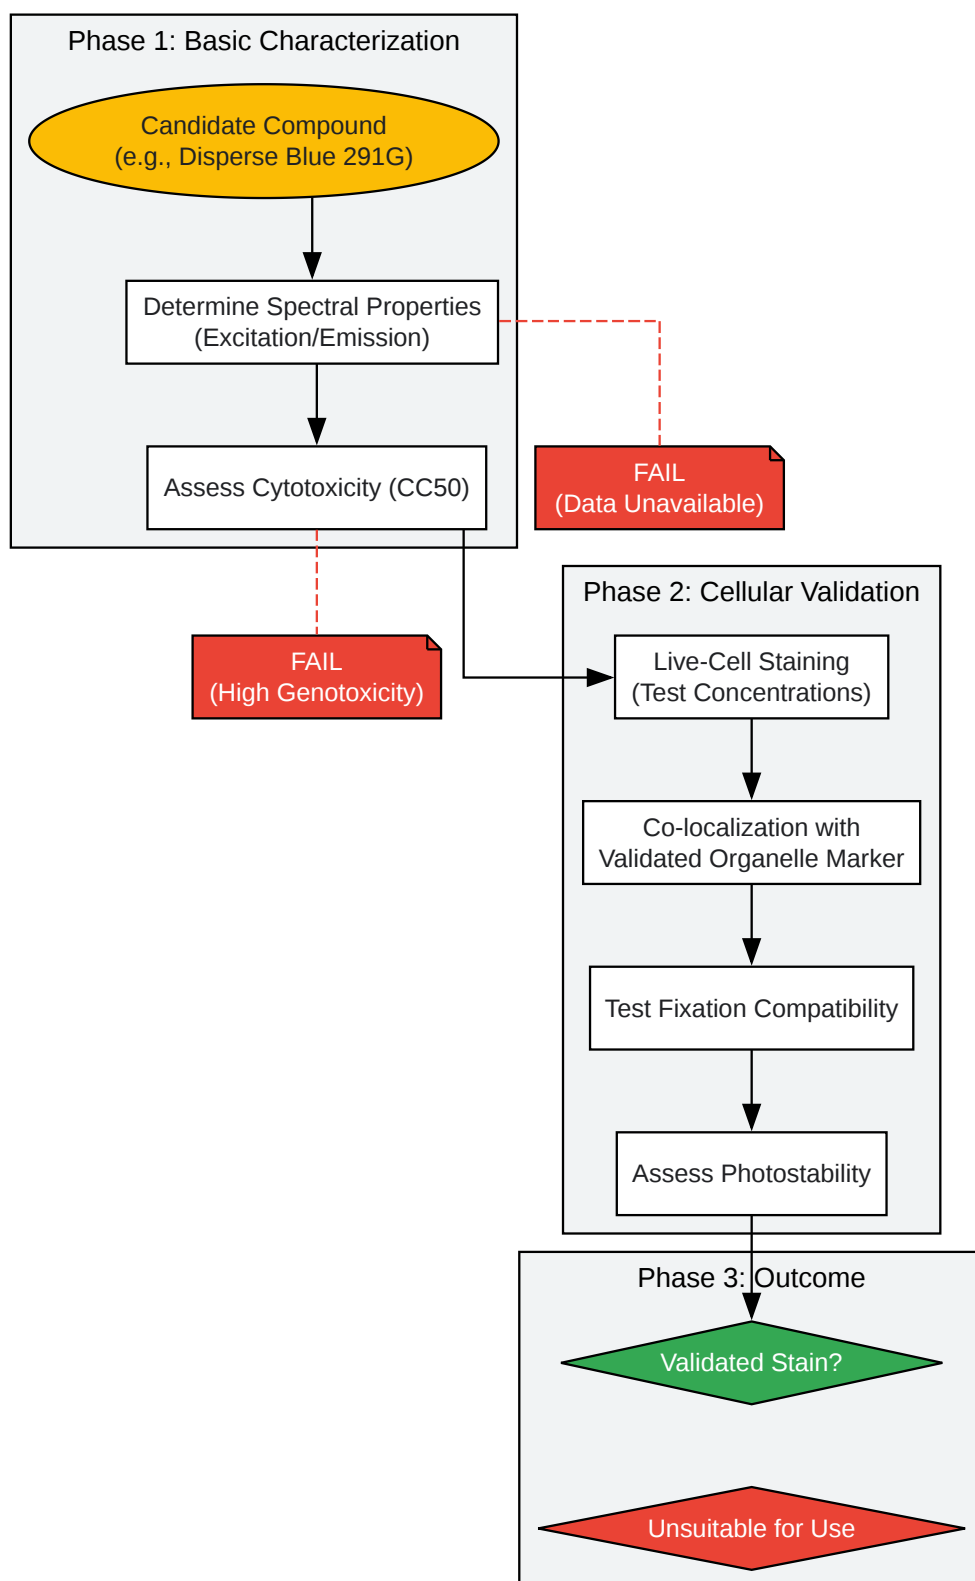 Phase 1: Basic Characterization
Candidate Compound
(e.g., Disperse Blue 291G)
Determine Spectral Properties
(Excitation/Emission)
Assess Cytotoxicity (CC50)
FAIL
(Data Unavailable)
FAIL
(High Genotoxicity)
Phase 2: Cellular Validation
Live-Cell Staining
(Test Concentrations)
Co-localization with
Validated Organelle Marker
Test Fixation Compatibility
Assess Photostability
Phase 3: Outcome
Validated Stain?
Unsuitable for Use